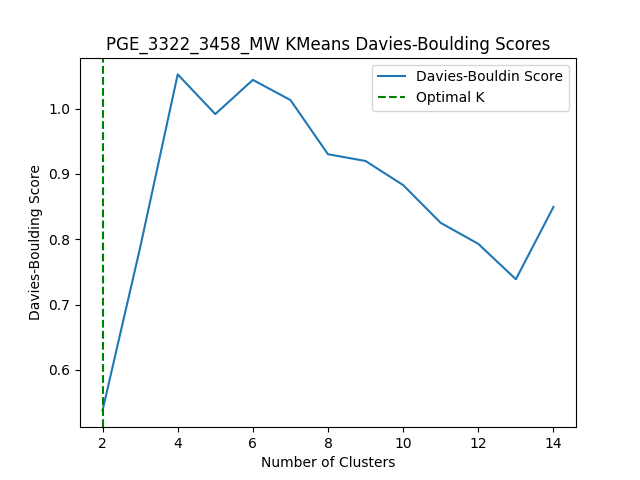 PGE_3322_3458_MW KMeans Davies-Boulding Scores
Davies-Bouldin Score
Optimal K
Davies-Boulding Score
1.0
0.9
0.8
0.7
0.6
2 4 6 8 10 12 14
Number of Clusters